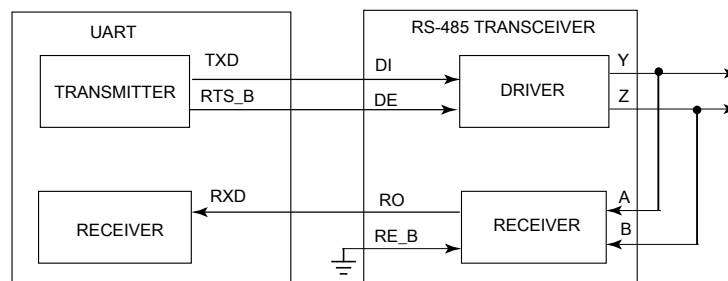 UART
RS-485 TRANSCEIVER
TXD
DI
Y
TRANSMITTER
DRIVER
RTS_B
DE
Z
RXD
RO
A
RECEIVER
RECEIVER
RE_B
B